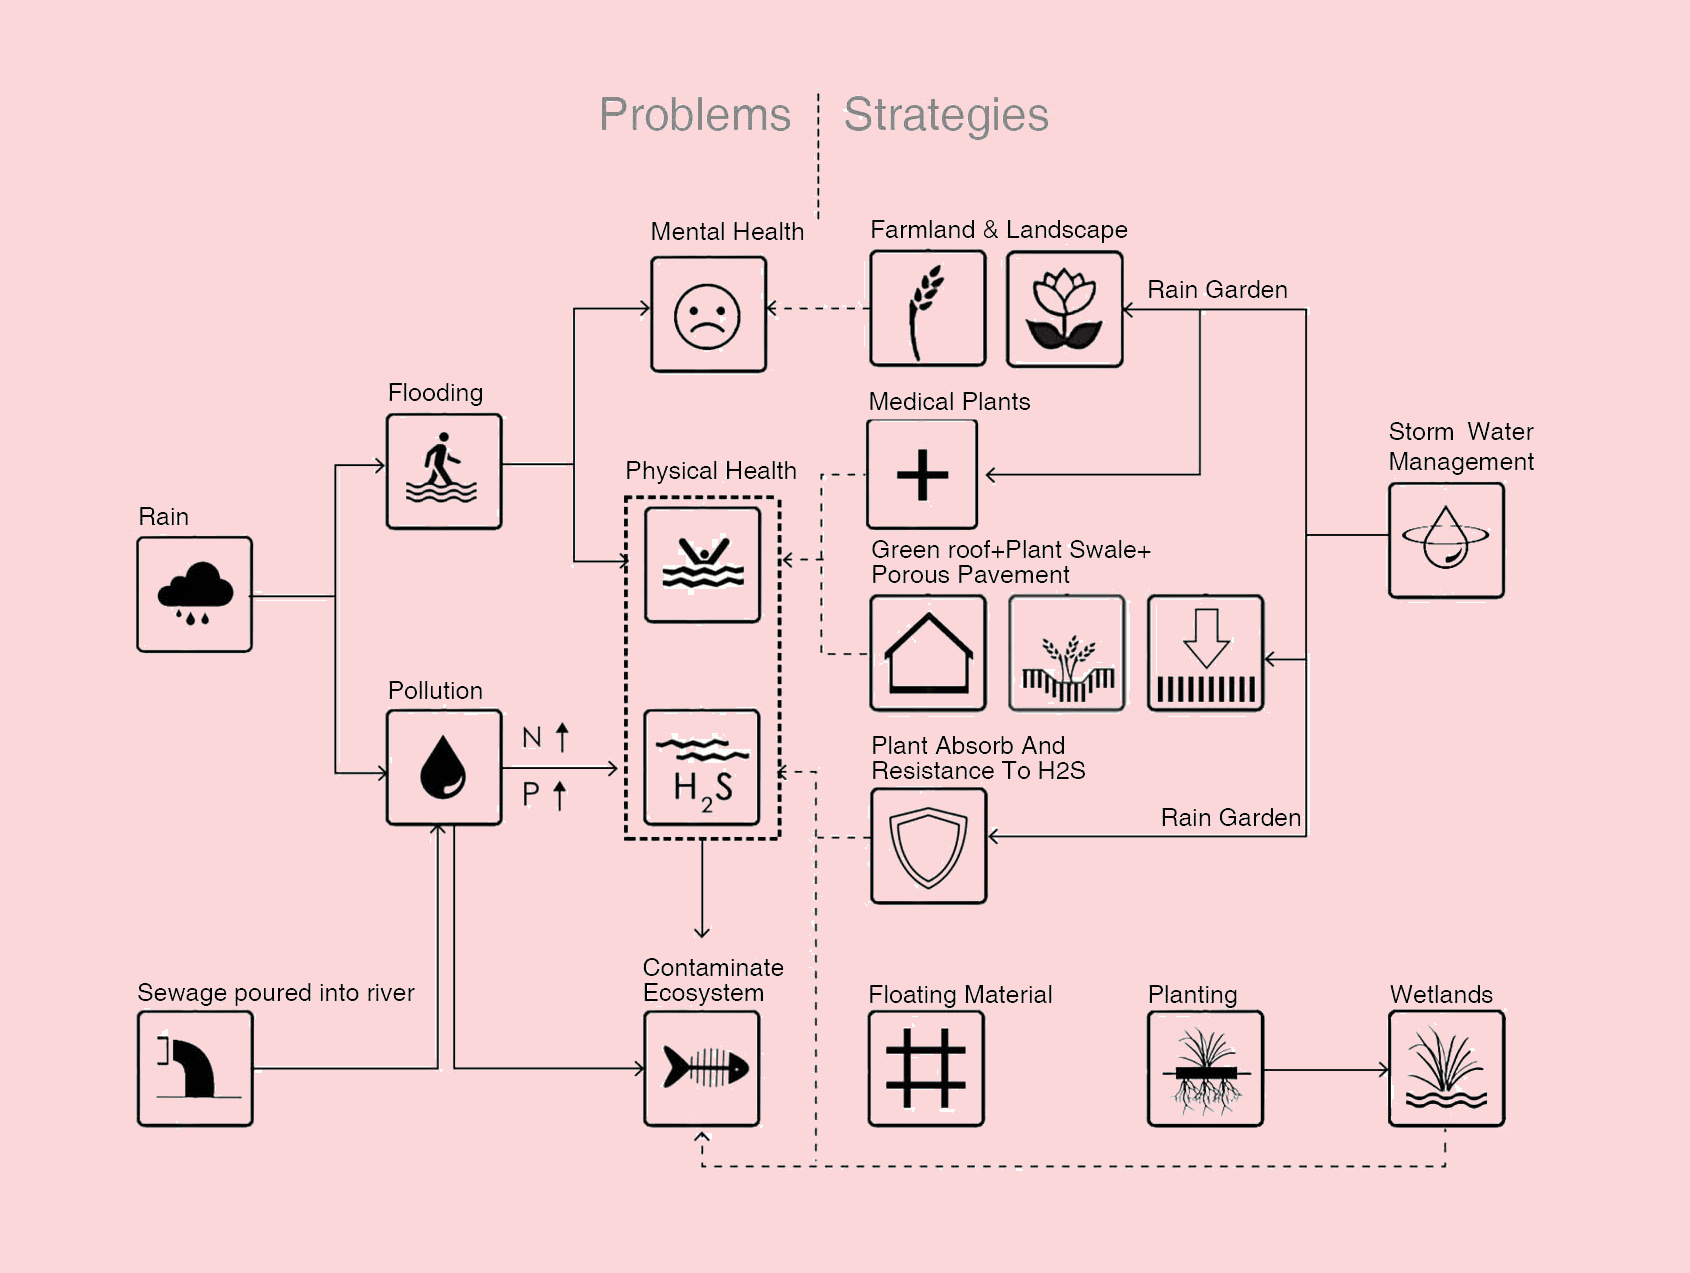 Problems
Strategies
Mental Health
Farmland & Landscape
Rain Garden
Flooding
Medical Plants
Storm Water
Management
Physical Health
Rain
Green roof+Plant Swale+
Porous Pavement
Pollution
N
P
H2S
Plant Absorb And
Resistance To H2S
Rain Garden
Contaminate
Ecosystem
Sewage poured into river
Floating Material
Planting
Wetlands